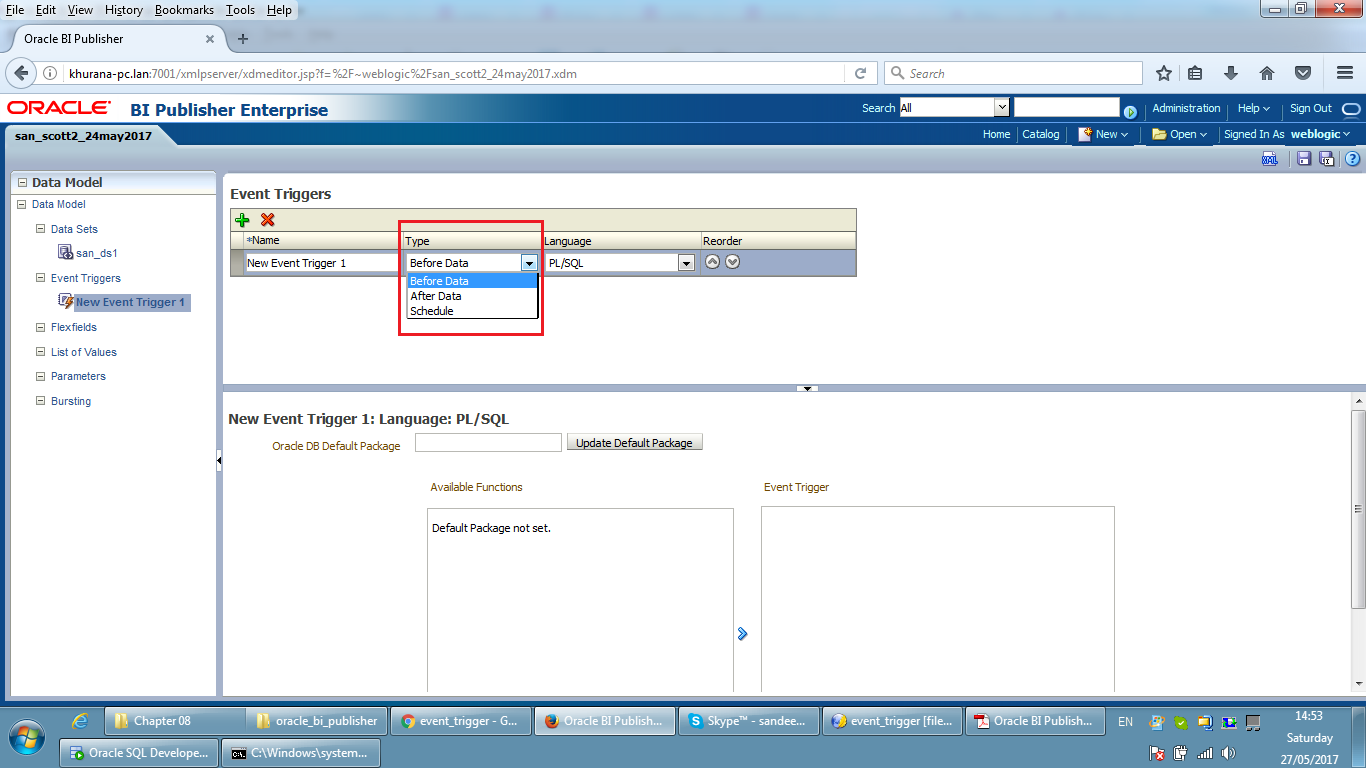 File Edit View History Bookmarks Tools Help
Oracle BI Publisher
khurana-pc.lan:7001/xmlpserver/xdmeditor.jsp?f=%2F~weblogic%2Fsan_scott2_24may2017.xdm
Search
ORACLE BI Publisher Enterprise
Search All
Administration Help Sign Out
san_scott2_24may2017
Home Catalog New Open Signed In As weblogic
XML
Data Model
Data Model
Data Sets
san_ds1
Event Triggers
New Event Trigger 1
Flexfields
List of Values
Parameters
Bursting
Event Triggers
*Name Type Language Reorder
New Event Trigger 1 Before Data PL/SQL
Before Data
After Data
Schedule
New Event Trigger 1: Language: PL/SQL
Oracle DB Default Package Update Default Package
Available Functions Event Trigger
Default Package not set.
Chapter 08 oracle_bi_publisher event_trigger - G... Oracle BI Publish... Skype™ - sandee... event_trigger [file... Oracle BI Publish... EN
Oracle SQL Develope... C:\Windows\system...
14:53
Saturday
27/05/2017